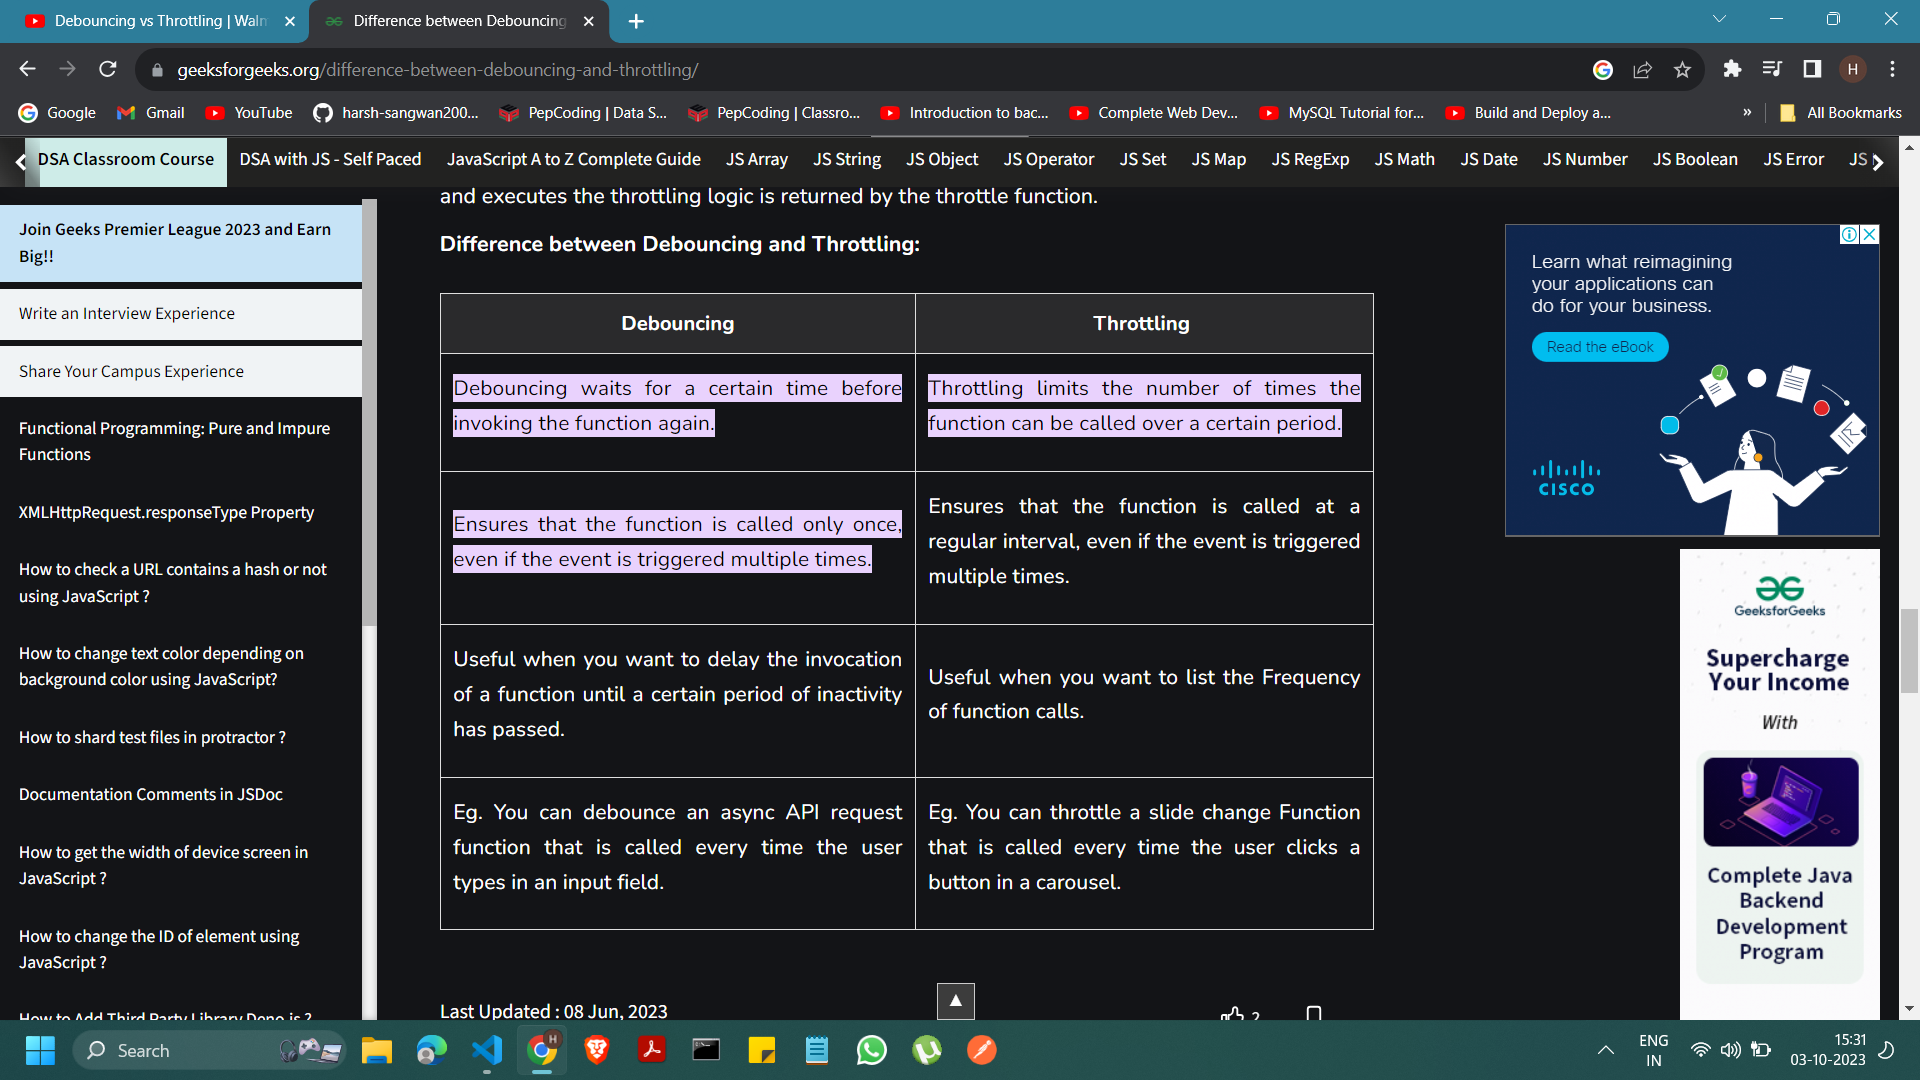 Debouncing vs Throttling | Waln
Difference between Debouncing
geeksforgeeks.org/difference-between-debouncing-and-throttling/
H
Google
Gmail
YouTube
harsh-sangwan200...
PepCoding | Data S...
PepCoding | Classro...
Introduction to bac...
Complete Web Dev...
MySQL Tutorial for...
Build and Deploy a...
»
All Bookmarks
DSA Classroom Course
DSA with JS - Self Paced
JavaScript A to Z Complete Guide
JS Array
JS String
JS Object
JS Operator
JS Set
JS Map
JS RegExp
JS Math
JS Date
JS Number
JS Boolean
JS Error
JS
Join Geeks Premier League 2023 and Earn
Big!!
Write an Interview Experience
Share Your Campus Experience
Functional Programming: Pure and Impure
Functions
XMLHttpRequest.responseType Property
How to check a URL contains a hash or not
using JavaScript ?
How to change text color depending on
background color using JavaScript?
How to shard test files in protractor ?
Documentation Comments in JSDoc
How to get the width of device screen in
JavaScript ?
How to change the ID of element using
JavaScript ?
How to Add Third Party Library Deno.js ?
and executes the throttling logic is returned by the throttle function.
Difference between Debouncing and Throttling:
Debouncing
Throttling
Debouncing waits for a certain time before
invoking the function again.
Throttling limits the number of times the
function can be called over a certain period.
Ensures that the function is called only once,
even if the event is triggered multiple times.
Ensures that the function is called at a
regular interval, even if the event is triggered
multiple times.
Useful when you want to delay the invocation
of a function until a certain period of inactivity
has passed.
Useful when you want to list the Frequency
of function calls.
Eg. You can debounce an async API request
function that is called every time the user
types in an input field.
Eg. You can throttle a slide change Function
that is called every time the user clicks a
button in a carousel.
Last Updated : 08 Jun, 2023
2
Learn what reimagining
your applications can
do for your business.
Read the eBook
CISCO
GeeksforGeeks
Supercharge
Your Income
With
Complete Java
Backend
Development
Program
Search
H
ENG
IN
15:31
03-10-2023